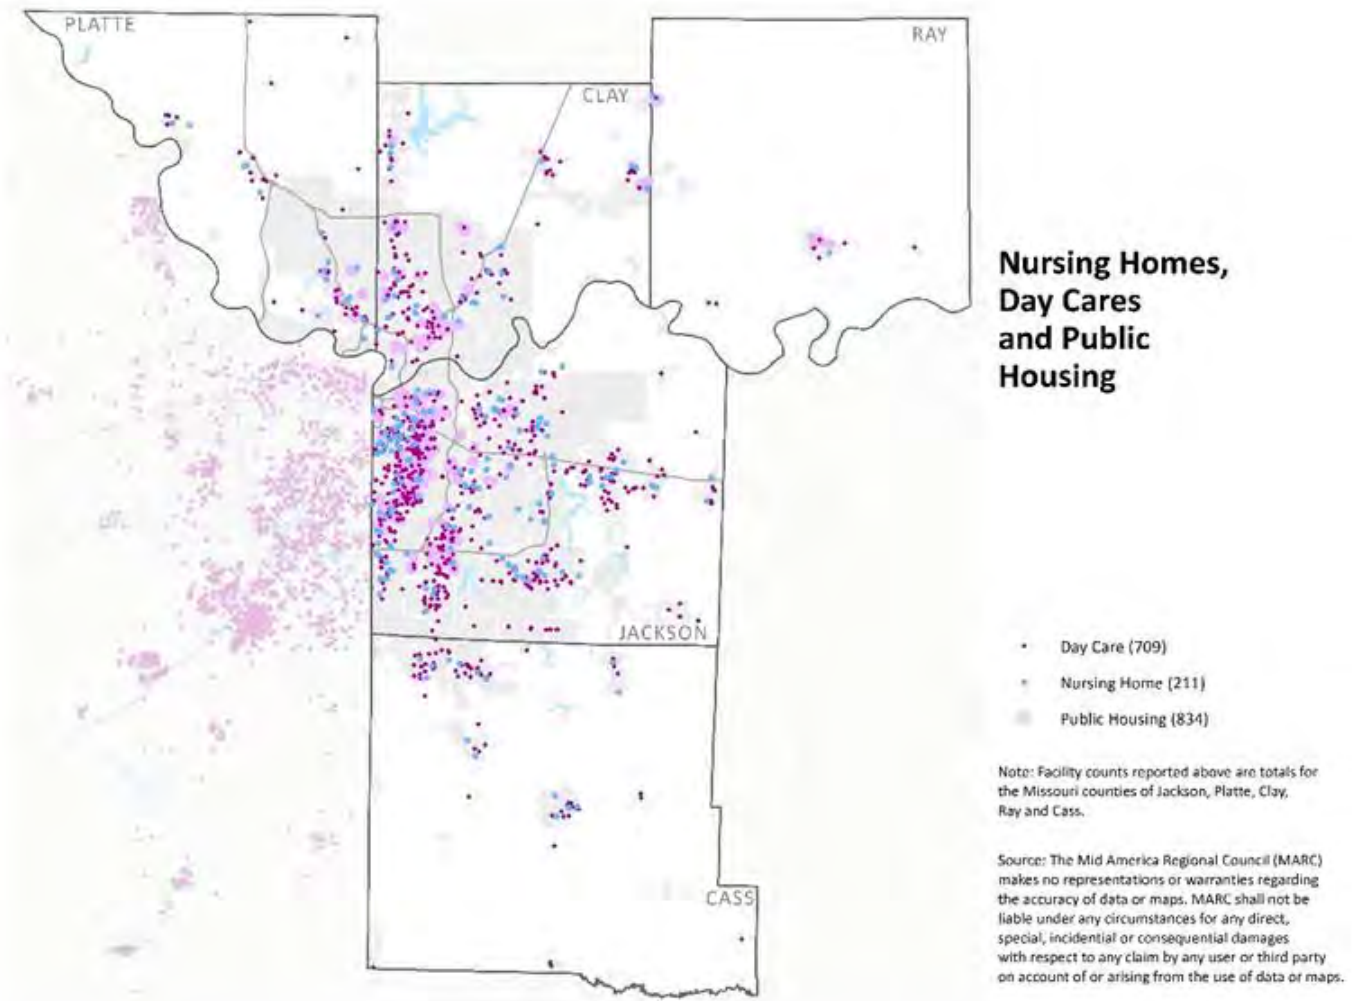 PLATTE
RAY
CLAY
Nursing Homes,
Day Cares
and Public
Housing
JACKSON
Day Care (709)
Nursing Home (211)
Public Housing (834)
Note: Facility counts reported above are totals for
the Missouri counties of Jackson, Platte, Clay,
Ray and Cass.
Source: The Mid America Regional Council (MARC)
makes no representations or warranties regarding
the accuracy of data or maps. MARC shall not be
liable under any circumstances for any direct,
special, incidental or consequential damages
with respect to any claim by any user or third party
on account of or arising from the use of data or maps.
CASS